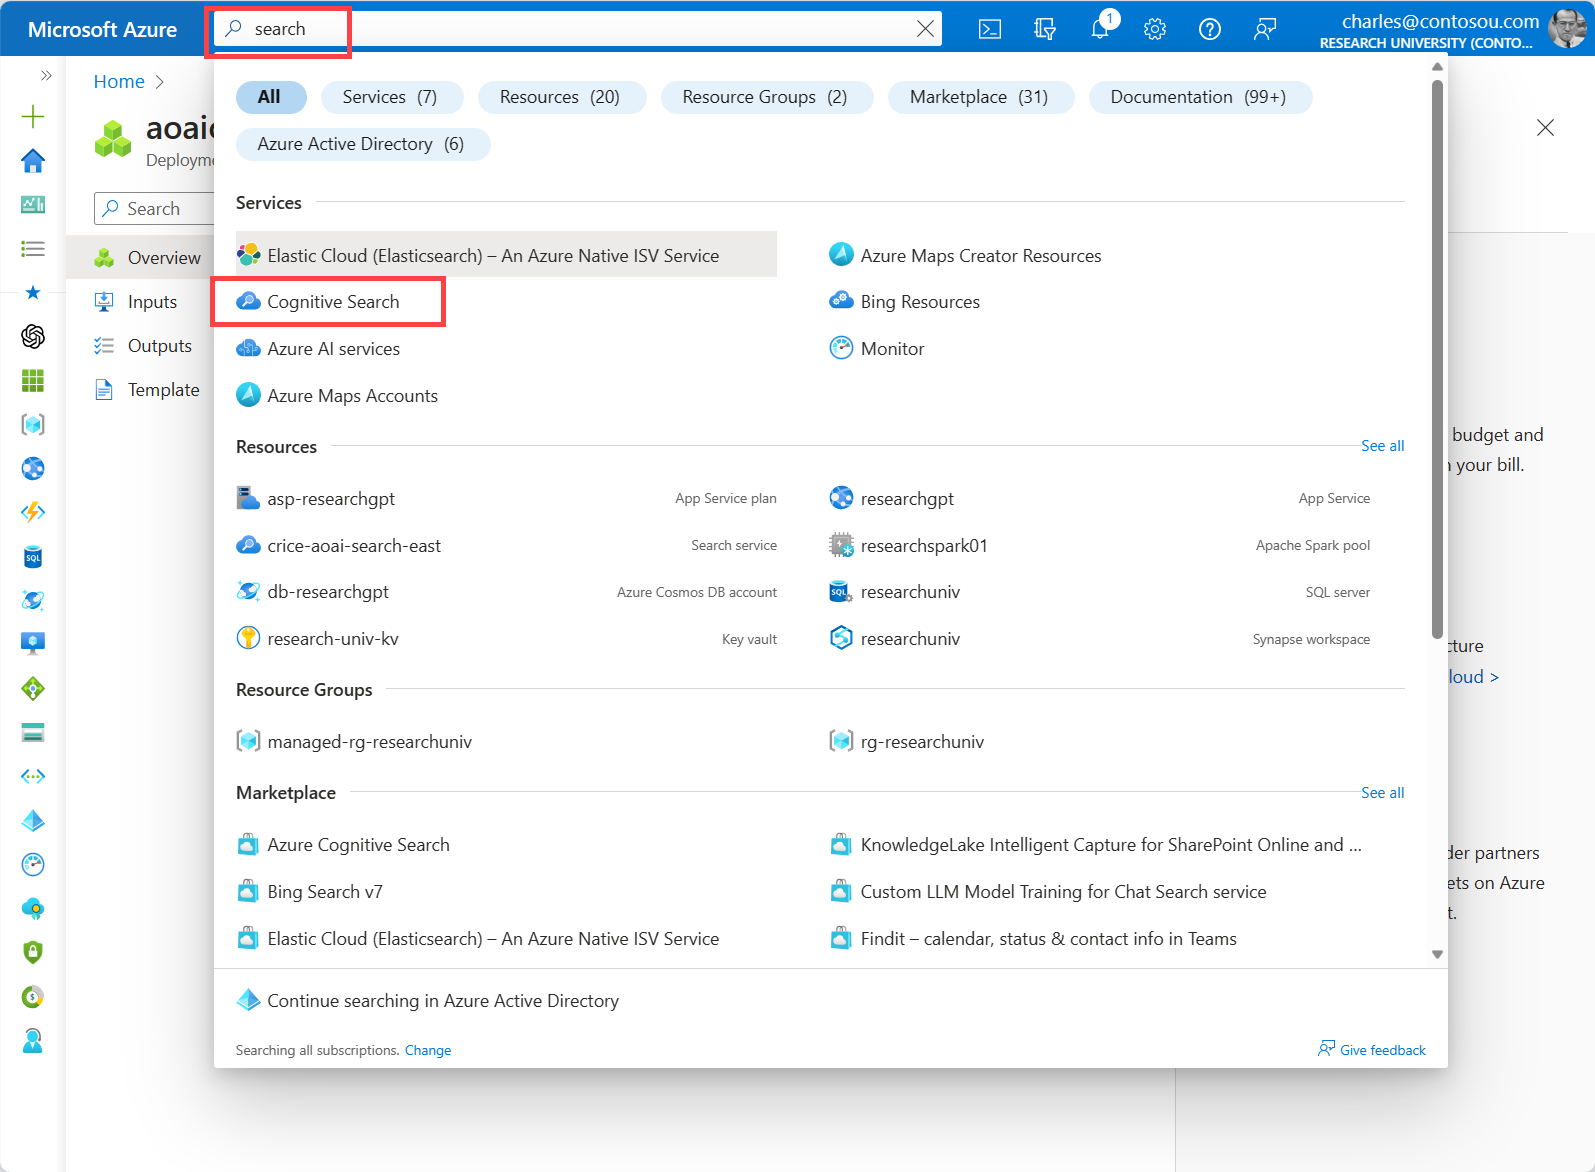 Microsoft Azure
search
1
charles@contosou.com
RESEARCH UNIVERSITY (CONTO...
Home
aoai
Deployme
Search
Overview
Inputs
Outputs
Template
All
Services (7)
Resources (20)
Resource Groups (2)
Marketplace (31)
Documentation (99+)
Azure Active Directory (6)
Services
Elastic Cloud (Elasticsearch) – An Azure Native ISV Service
Azure Maps Creator Resources
Cognitive Search
Bing Resources
Azure AI services
Monitor
Azure Maps Accounts
Resources
See all
asp-researchgpt
App Service plan
researchgpt
App Service
crice-aoai-search-east
Search service
researchspark01
Apache Spark pool
db-researchgpt
Azure Cosmos DB account
SQL
researchuniv
SQL server
research-univ-kv
Key vault
researchuniv
Synapse workspace
Resource Groups
managed-rg-researchuniv
rg-researchuniv
Marketplace
See all
Azure Cognitive Search
KnowledgeLake Intelligent Capture for SharePoint Online and ...
Bing Search v7
Custom LLM Model Training for Chat Search service
Elastic Cloud (Elasticsearch) – An Azure Native ISV Service
Findit – calendar, status & contact info in Teams
Continue searching in Azure Active Directory
Searching all subscriptions. Change
Give feedback
SQL
budget and
your bill.
cture
loud >
der partners
ets on Azure
t.